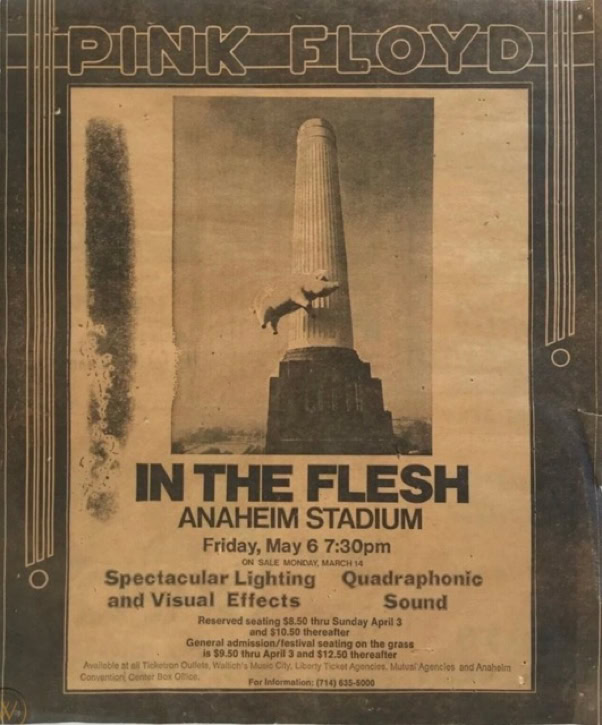 PINK FLOYD
IN THE FLESH
ANAHEIM STADIUM
Friday, May 6 7:30pm
ON SALE MONDAY, MARCH 14
Spectacular Lighting Quadraphonic
and Visual Effects Sound
Reserved seating $8.50 thru Sunday April 3
and $10.50 thereafter
General admission/festival seating on the grass
is $9.50 thru April 3 and $12.50 thereafter
Available at all Ticketron Outlets, Wallich's Music City, Liberty Ticket Agencies, Mutual Agencies and Anaheim
Convention Center Box Office.
For Information: (714) 635-5000